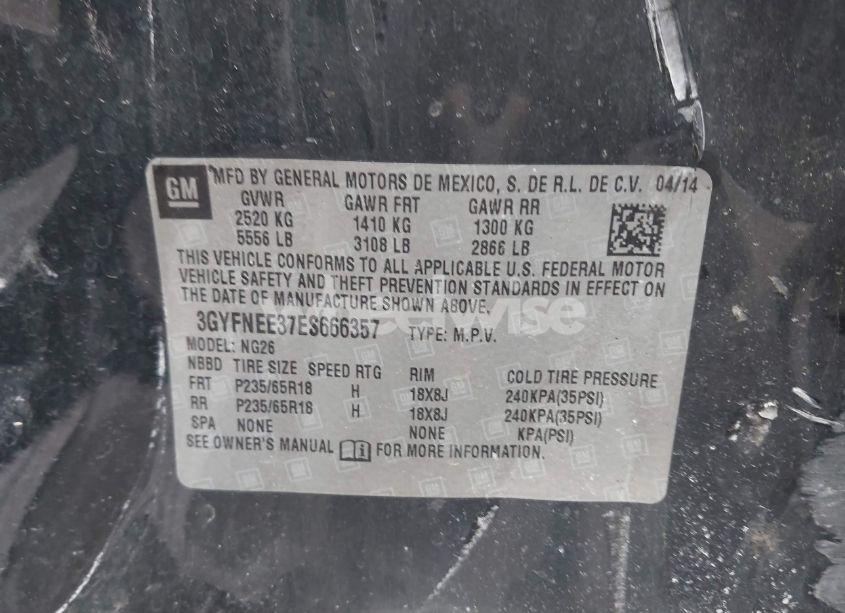 GM MFD BY GENERAL MOTORS DE MEXICO, S. DE R.L. DE C.V. 04/14
GVWR GAWR FRT GAWR RR
2520 KG 1410 KG 1300 KG
5556 LB 3108 LB 2866 LB
THIS VEHICLE CONFORMS TO ALL APPLICABLE U.S. FEDERAL MOTOR
VEHICLE SAFETY AND THEFT PREVENTION STANDARDS IN EFFECT ON
THE DATE OF MANUFACTURE SHOWN ABOVE.
3GYFNEE37ES666357 TYPE: M.P.V.
MODEL: NG26
NBBD TIRE SIZE SPEED RTG RIM COLD TIRE PRESSURE
FRT P235/65R18 H 18X8J 240KPA(35PSI)
RR P235/65R18 H 18X8J 240KPA(35PSI)
SPA NONE NONE KPA(PSI)
SEE OWNER'S MANUAL FOR MORE INFORMATION.